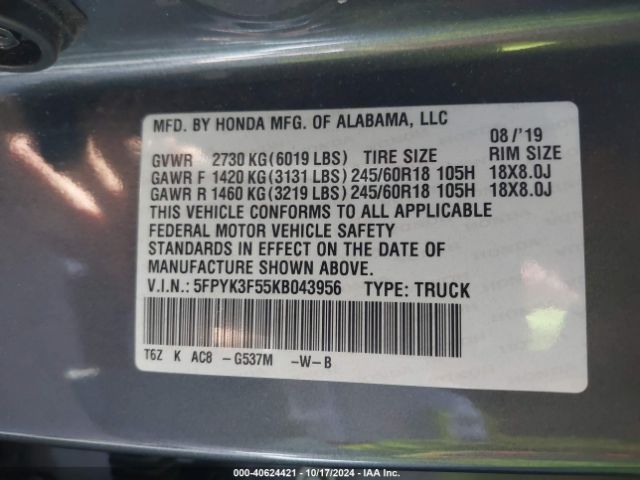 MFD. BY HONDA MFG. OF ALABAMA, LLC
08/'19
GVWR 2730 KG(6019 LBS) TIRE SIZE RIM SIZE
GAWR F 1420 KG(3131 LBS) 245/60R18 105H 18X8.0J
GAWR R 1460 KG(3219 LBS) 245/60R18 105H 18X8.0J
THIS VEHICLE CONFORMS TO ALL APPLICABLE
FEDERAL MOTOR VEHICLE SAFETY
STANDARDS IN EFFECT ON THE DATE OF
MANUFACTURE SHOWN ABOVE.
V.I.N.: 5FPYK3F55KB043956 TYPE: TRUCK
T6Z K AC8 -G537M -W-B
000-40624421 | 10/17/2024 - IAA Inc.